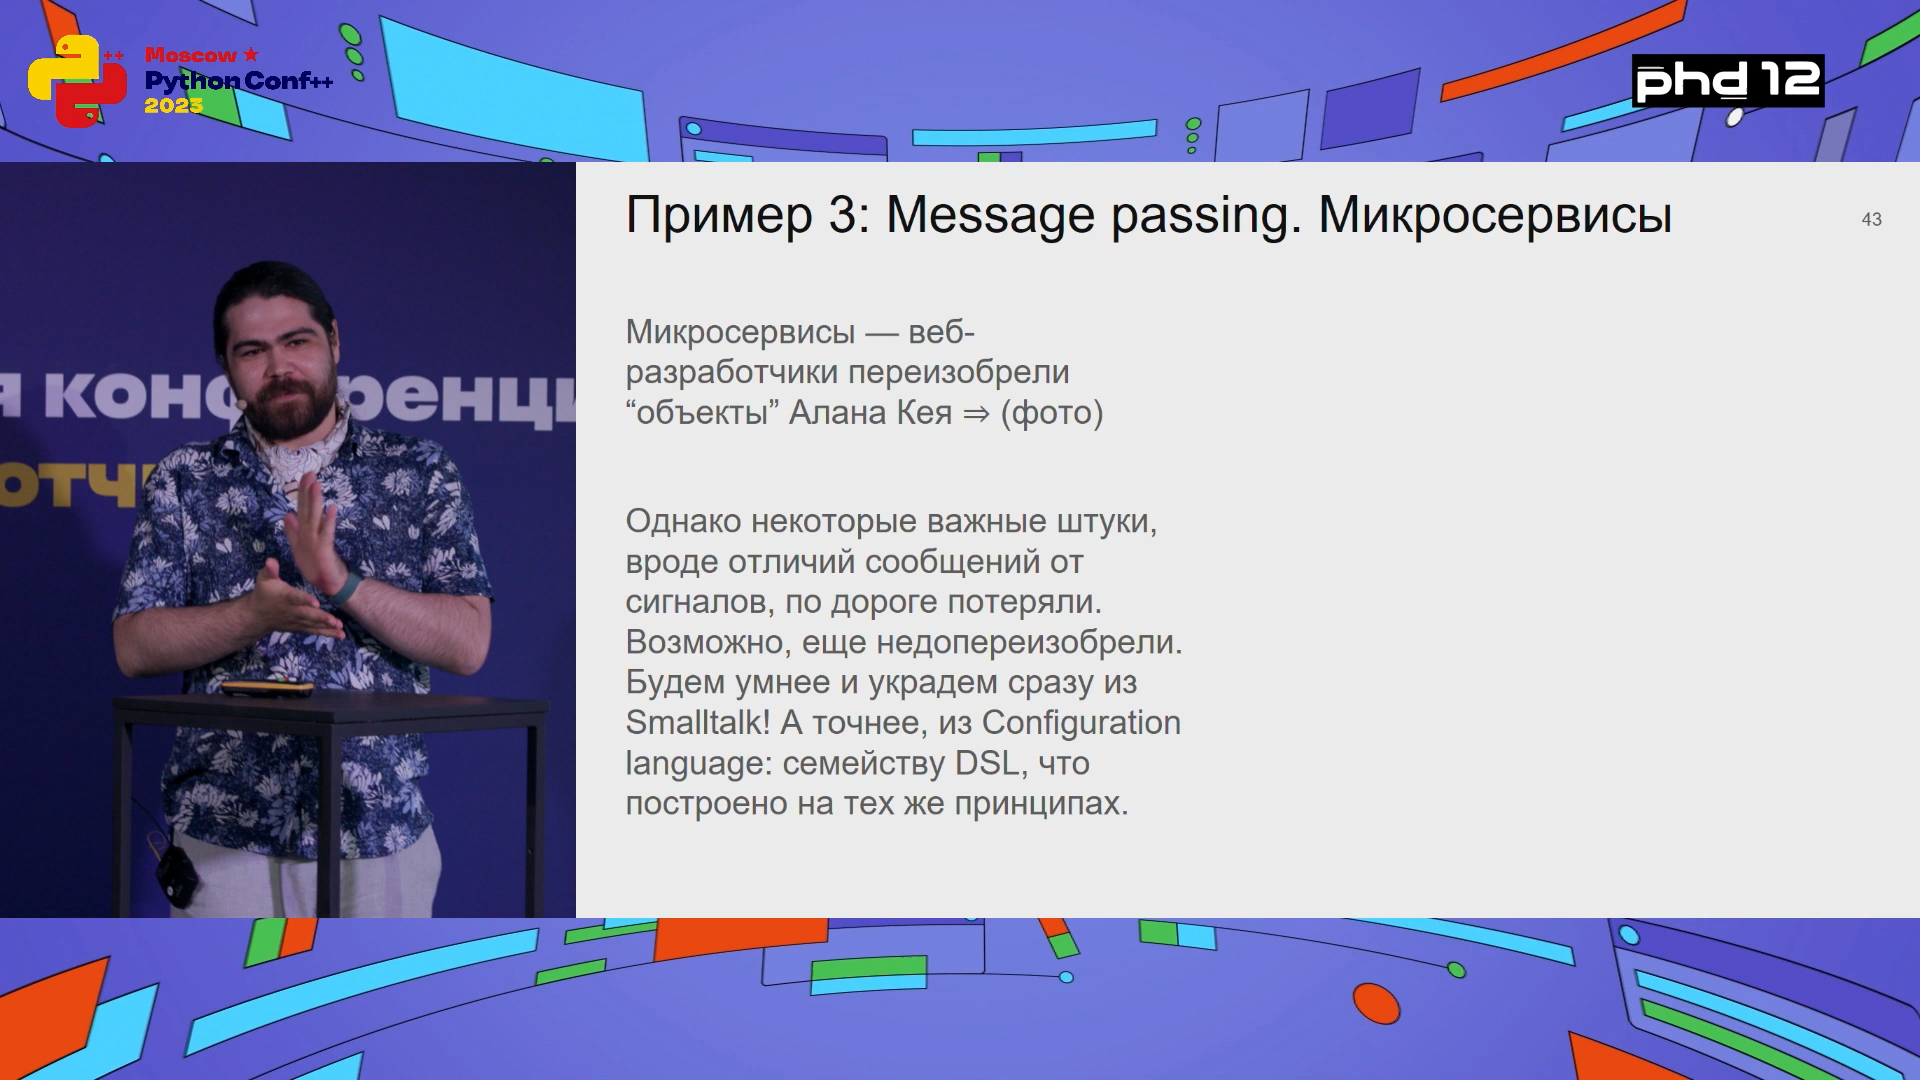 Moscow ★
Python Conf++
2023
++
phd 12
Пример 3: Message passing. Микросервисы
43
Микросервисы — веб-
разработчики переизобрели
“объекты” Алана Кея ⇒ (фото)
Однако некоторые важные штуки,
вроде отличий сообщений от
сигналов, по дороге потеряли.
Возможно, еще недопереизобрели.
Будем умнее и украдем сразу из
Smalltalk! А точнее, из Configuration
language: семейству DSL, что
построено на тех же принципах.